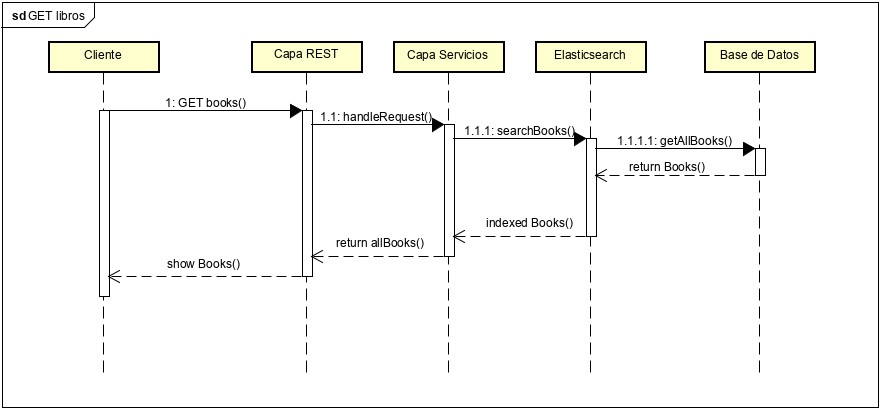 sd GET libros
Cliente
Capa REST
Capa Servicios
Elasticsearch
Base de Datos
1: GET books()
1.1: handleRequest()
1.1.1: searchBooks()
1.1.1.1: getAllBooks()
return Books()
indexed Books()
return allBooks()
show Books()